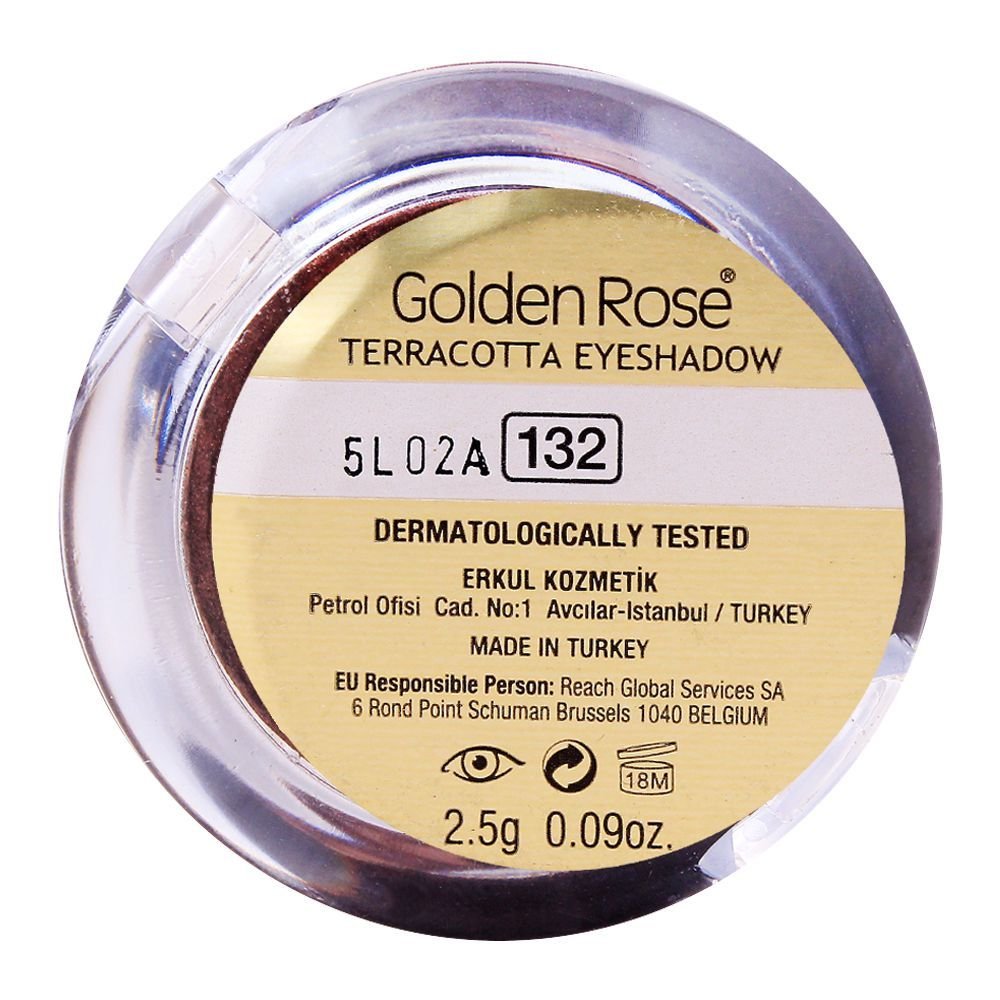 Golden Rose®
TERRACOTTA EYESHADOW
5L02A 132
DERMATOLOGICALLY TESTED
ERKUL KOZMETİK
Petrol Ofisi Cad. No:1 Avcılar-Istanbul / TURKEY
MADE IN TURKEY
EU Responsible Person: Reach Global Services SA
6 Rond Point Schuman Brussels 1040 BELGIUM
18M
2.5g 0.09oz.